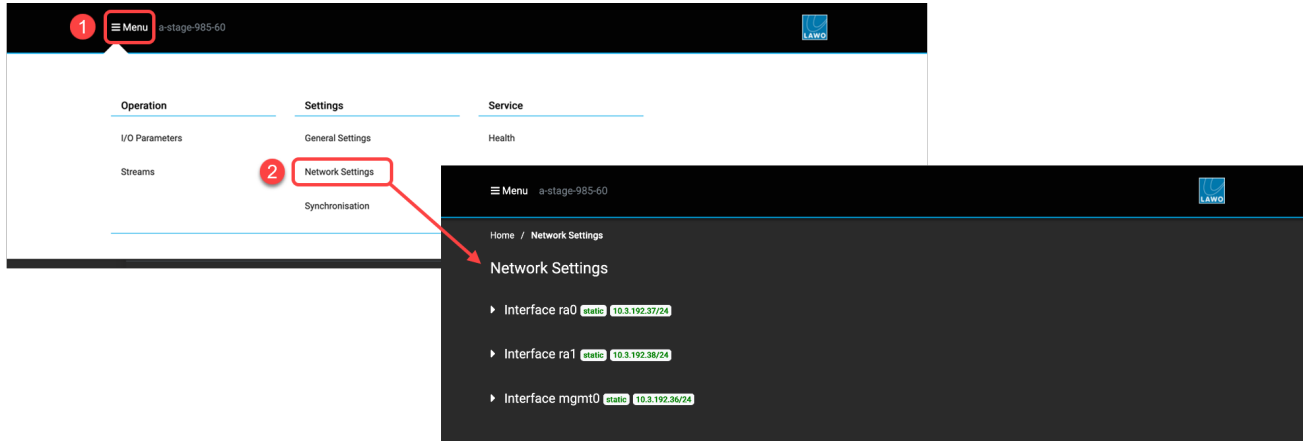 1 ☰ Menu a-stage-985-60
LAWO
Operation Settings Service
I/O Parameters General Settings Health
Streams 2 Network Settings
Synchronisation
☰ Menu a-stage-985-60
LAWO
Home / Network Settings
Network Settings
Interface ra0 static 10.3.192.37/24
Interface ra1 static 10.3.192.38/24
Interface mgmt0 static 10.3.192.36/24